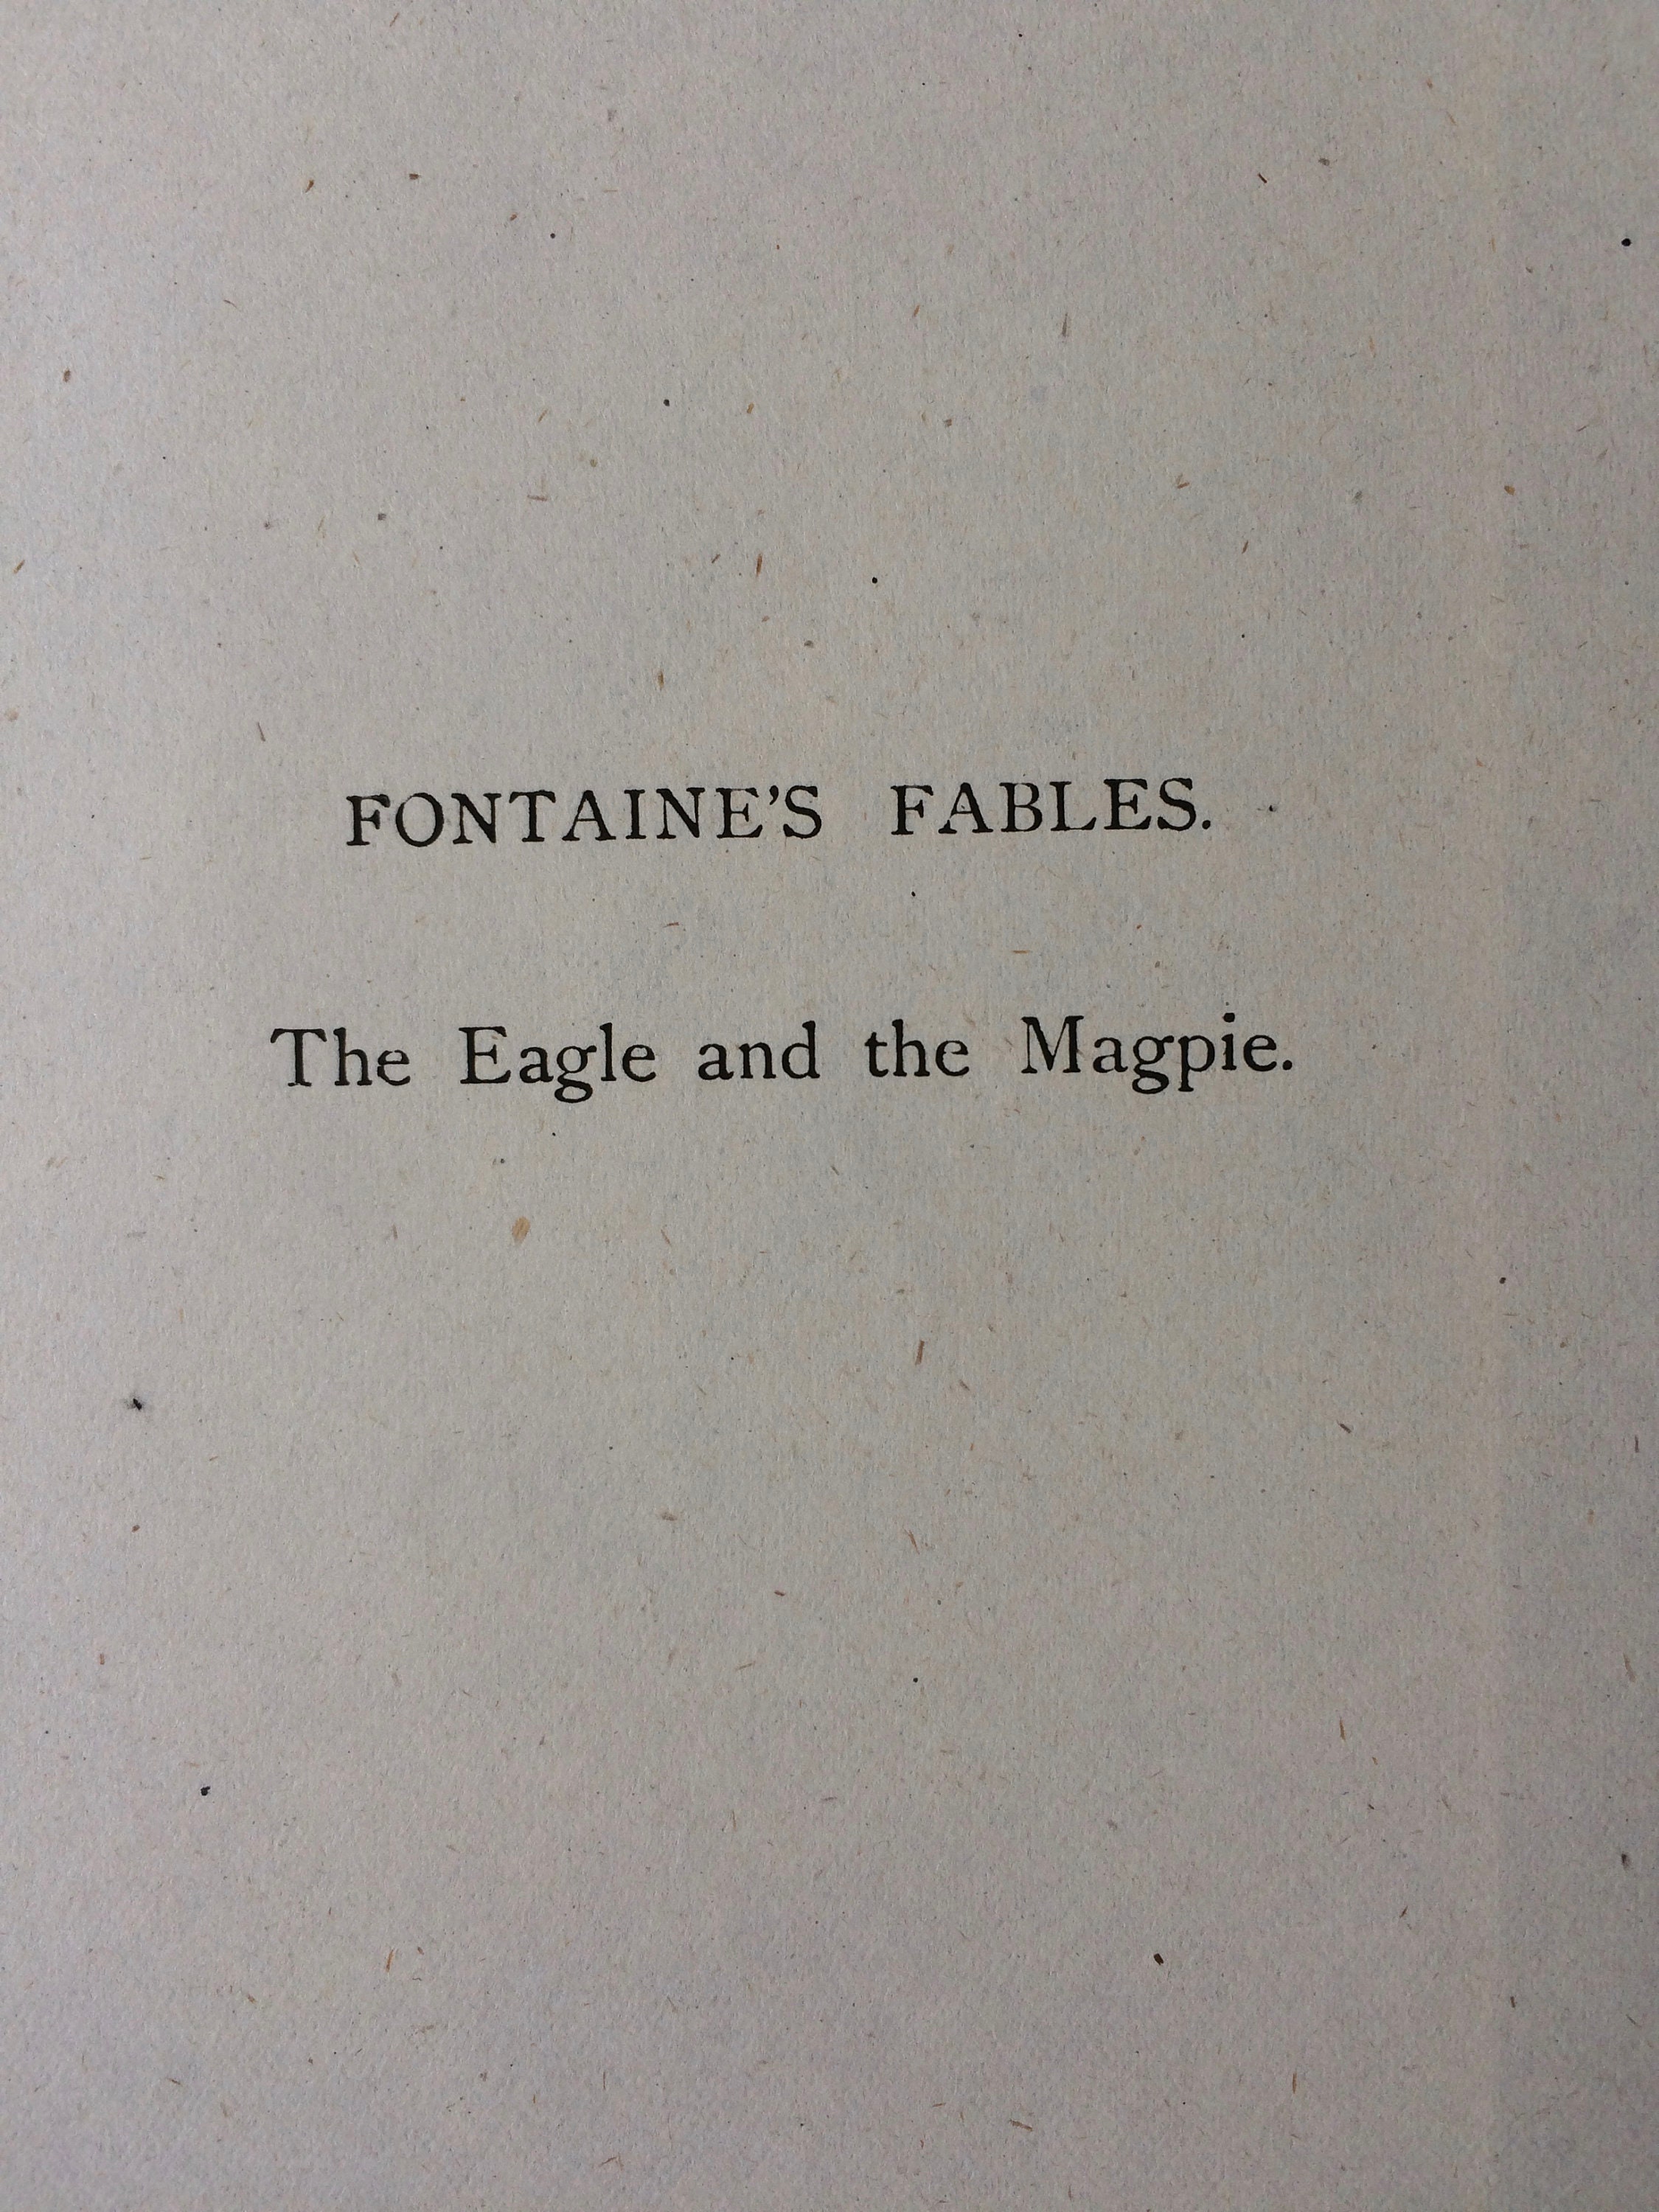 FONTAINE'S FABLES.
The Eagle and the Magpie.